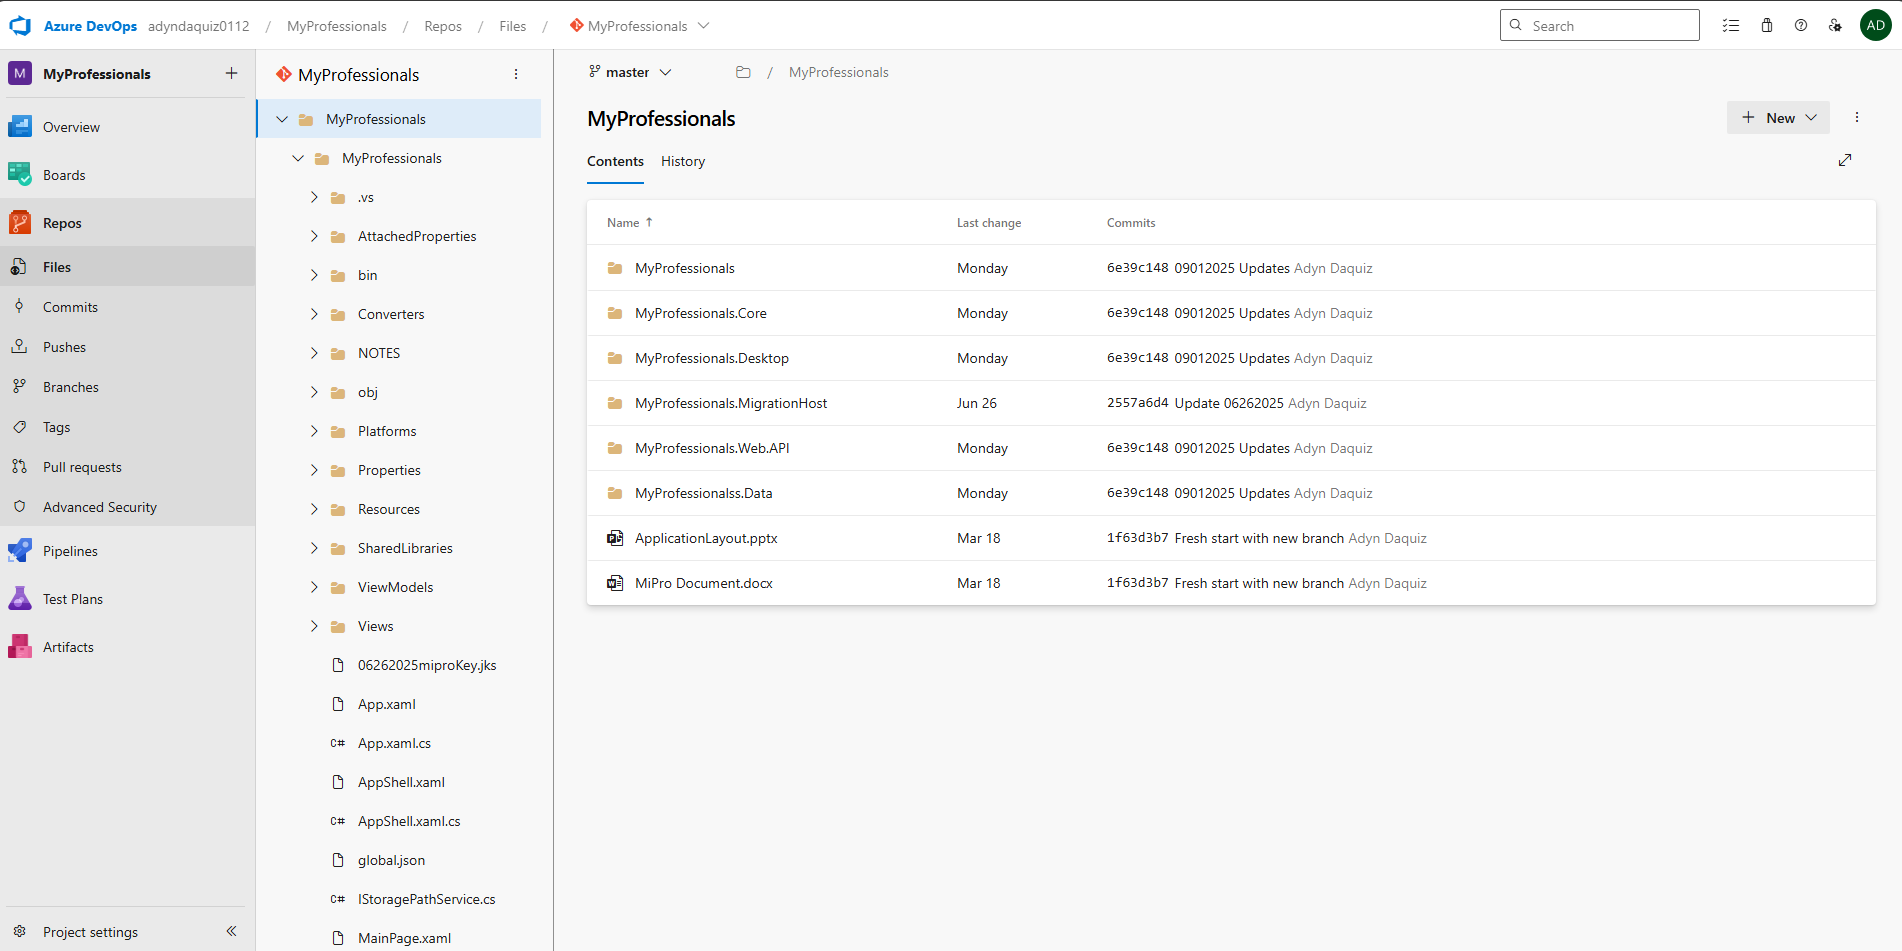 Azure DevOps adyndaquiz0112 / MyProfessionals / Repos / Files / MyProfessionals
Search
AD
M MyProfessionals
Overview
Boards
Repos
Files
Commits
Pushes
Branches
Tags
Pull requests
Advanced Security
Pipelines
Test Plans
Artifacts
Project settings
MyProfessionals
MyProfessionals
MyProfessionals
.vs
AttachedProperties
bin
Converters
NOTES
obj
Platforms
Properties
Resources
SharedLibraries
ViewModels
Views
06262025miproKey.jks
App.xaml
C# App.xaml.cs
AppShell.xaml
C# AppShell.xaml.cs
global.json
C# IStoragePathService.cs
MainPage.xaml
master / MyProfessionals
MyProfessionals
New
Contents History
Name ↑ Last change Commits
MyProfessionals Monday 6e39c148 09012025 Updates Adyn Daquiz
MyProfessionals.Core Monday 6e39c148 09012025 Updates Adyn Daquiz
MyProfessionals.Desktop Monday 6e39c148 09012025 Updates Adyn Daquiz
MyProfessionals.MigrationHost Jun 26 2557a6d4 Update 06262025 Adyn Daquiz
MyProfessionals.Web.API Monday 6e39c148 09012025 Updates Adyn Daquiz
MyProfessionalss.Data Monday 6e39c148 09012025 Updates Adyn Daquiz
ApplicationLayout.pptx Mar 18 1f63d3b7 Fresh start with new branch Adyn Daquiz
MiPro Document.docx Mar 18 1f63d3b7 Fresh start with new branch Adyn Daquiz